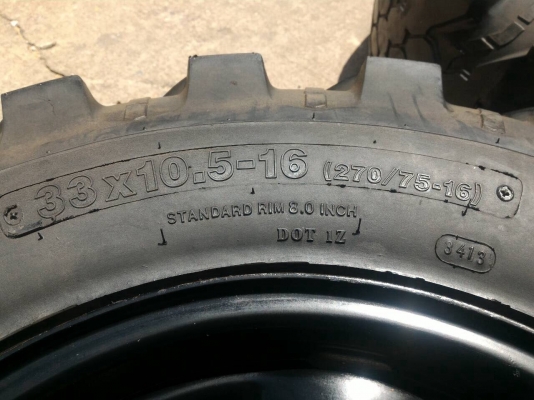 33x10.5-16 (270/75-16)
STANDARD RIM 8.0 INCH
DOT 1Z
3413